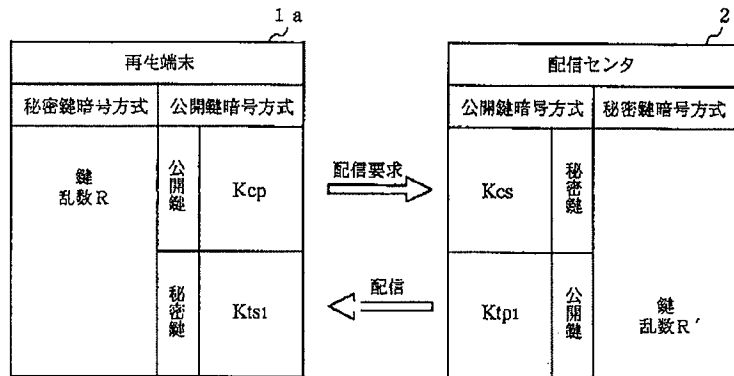 1a
2
再生端末
秘密鍵暗号方式
公開鍵暗号方式
鍵
乱数R
公開鍵
Kcp
秘密鍵
Kts1
配信要求
配信
配信センタ
公開鍵暗号方式
秘密鍵暗号方式
Kcs
秘密鍵
Ktp1
公開鍵
鍵
乱数R′